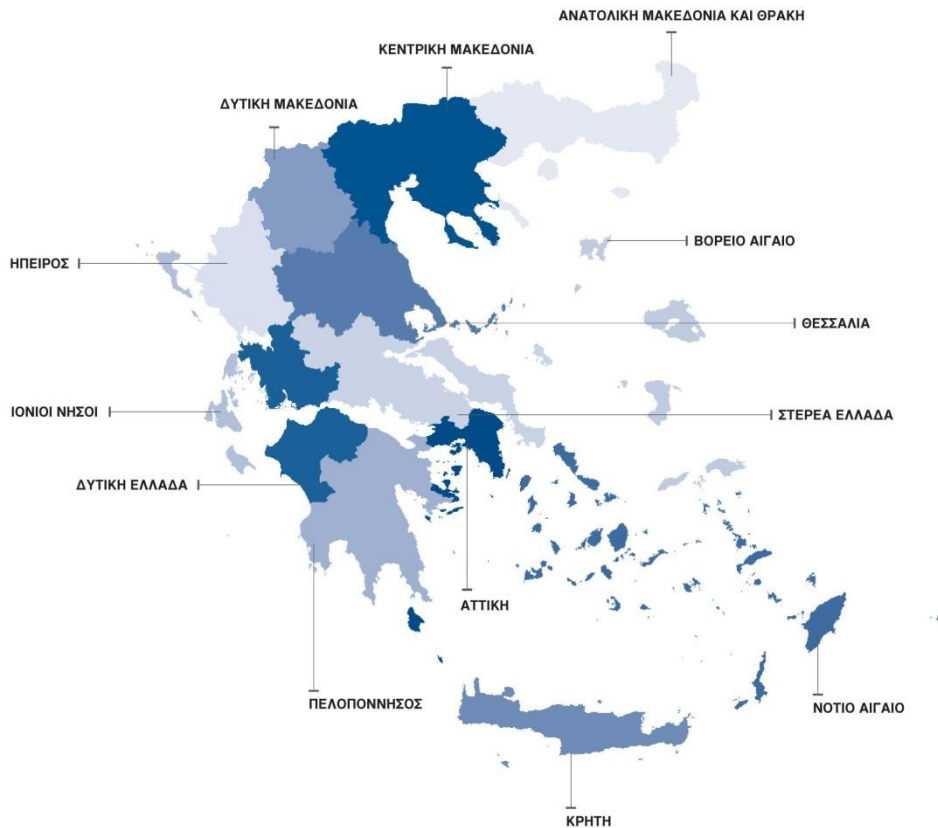 ΑΝΑΤΟΛΙΚΗ ΜΑΚΕΔΟΝΙΑ ΚΑΙ ΘΡΑΚΗ
ΚΕΝΤΡΙΚΗ ΜΑΚΕΔΟΝΙΑ
ΔΥΤΙΚΗ ΜΑΚΕΔΟΝΙΑ
ΒΟΡΕΙΟ ΑΙΓΑΙΟ
ΗΠΕΙΡΟΣ
ΘΕΣΣΑΛΙΑ
ΙΟΝΙΟΙ ΝΗΣΟΙ
ΣΤΕΡΕΑ ΕΛΛΑΔΑ
ΔΥΤΙΚΗ ΕΛΛΑΔΑ
ΑΤΤΙΚΗ
ΠΕΛΟΠΟΝΝΗΣΟΣ
ΝΟΤΙΟ ΑΙΓΑΙΟ
ΚΡΗΤΗ